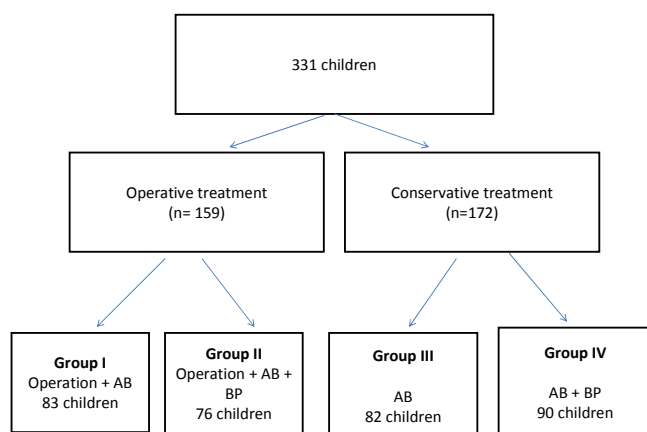 331 children
Operative treatment
(n= 159)
Conservative treatment
(n=172)
Group I
Operation + AB
83 children
Group II
Operation + AB +
BP
76 children
Group III
AB
82 children
Group IV
AB + BP
90 children